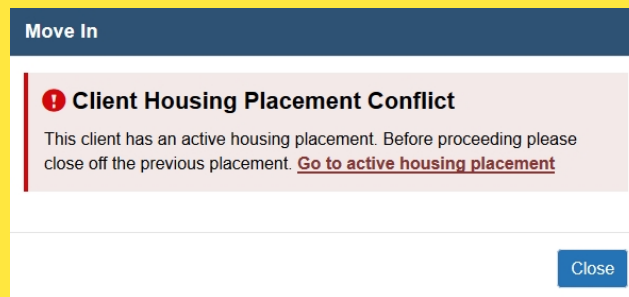 Move In
Client Housing Placement Conflict
This client has an active housing placement. Before proceeding please
close off the previous placement. Go to active housing placement
Close